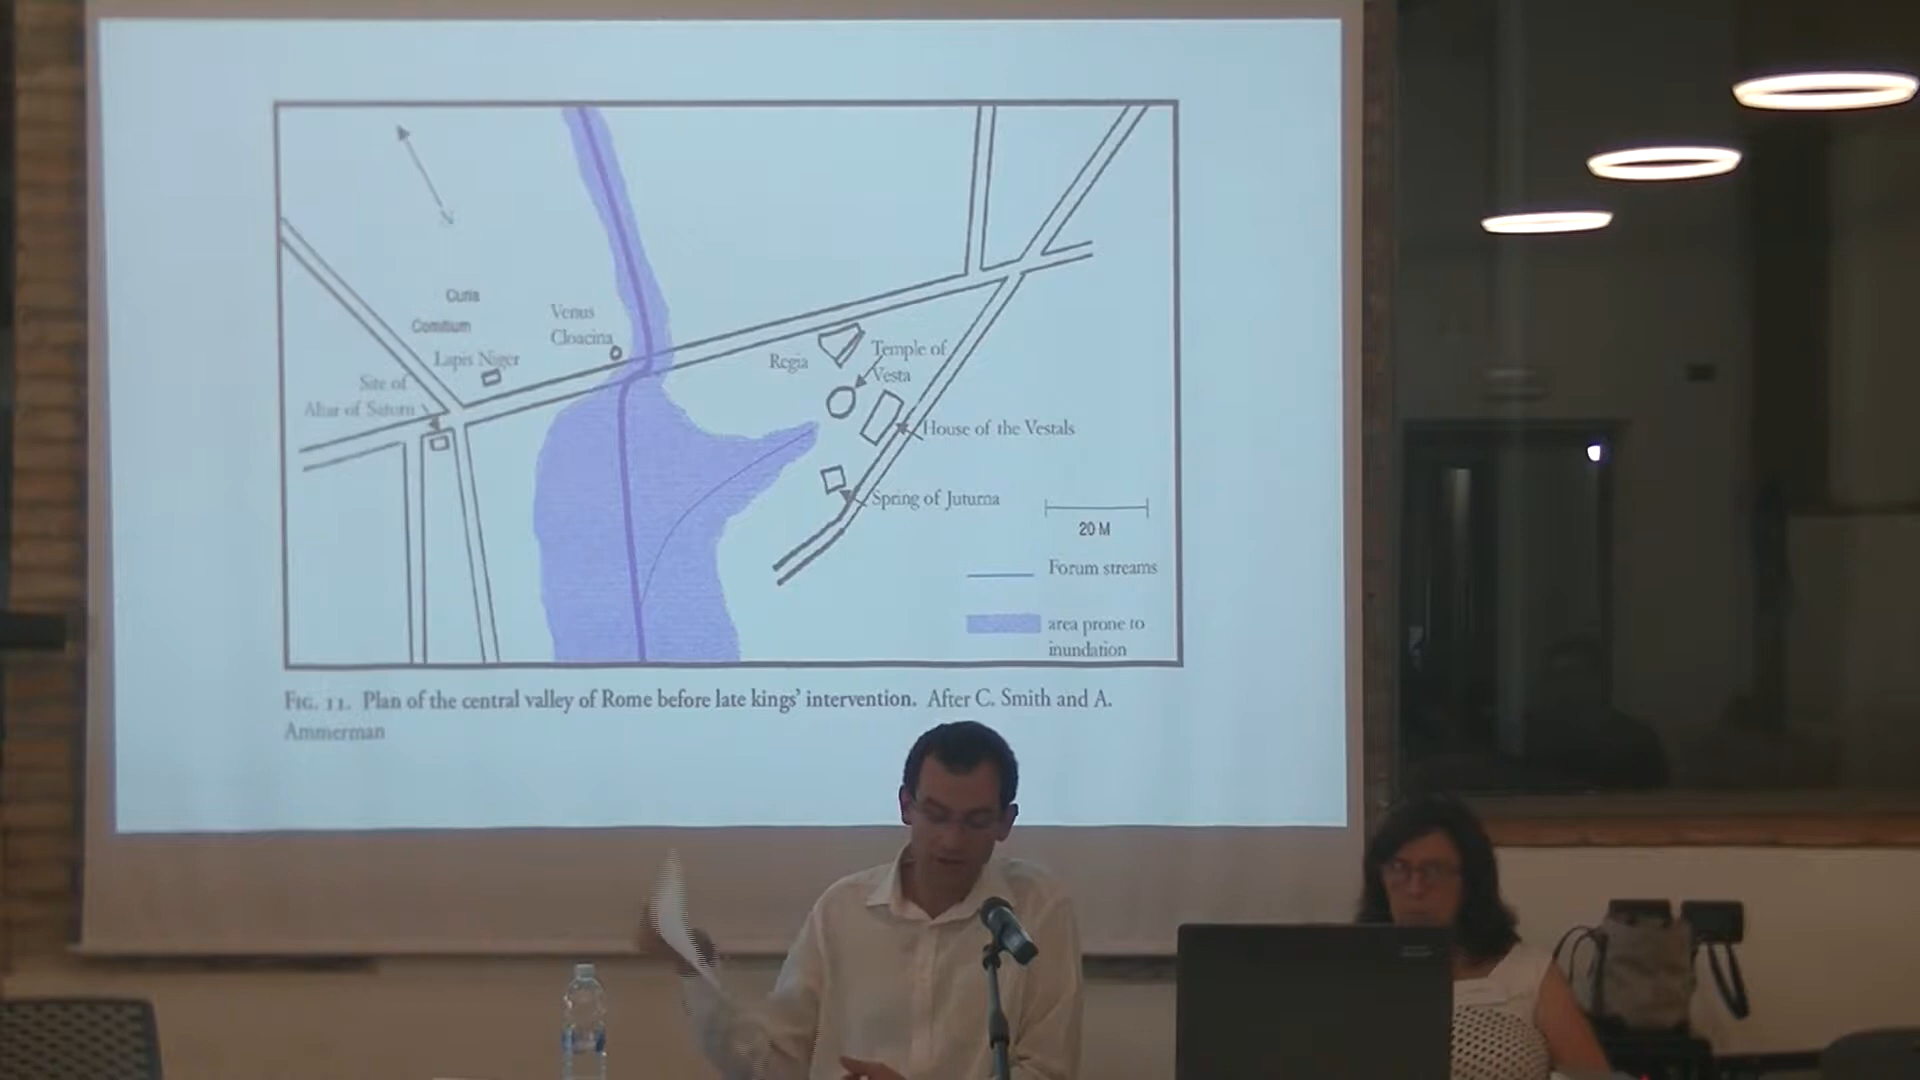 N
Curia
Comitium
Lapis Niger
Site of
Altar of Saturn
Venus
Cloacina
Regia
Temple of
Vesta
House of the Vestals
Spring of Juturna
20 M
Forum streams
area prone to
inundation
FIG. 11. Plan of the central valley of Rome before late kings' intervention. After C. Smith and A.
Ammerman